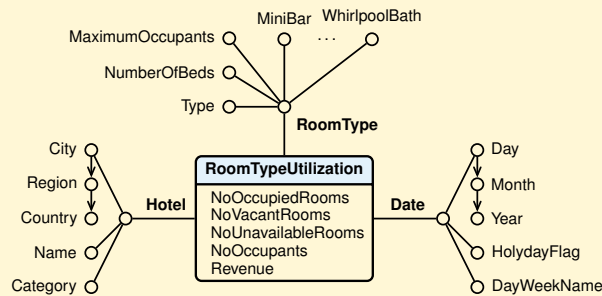 MiniBar
WhirlpoolBath
MaximumOccupants
...
NumberOfBeds
Type
RoomType
City
Region
Country
Name
Category
Hotel
RoomTypeUtilization
NoOccupiedRooms
NoVacantRooms
NoUnavailableRooms
NoOccupants
Revenue
Date
Day
Month
Year
HolydayFlag
DayWeekName